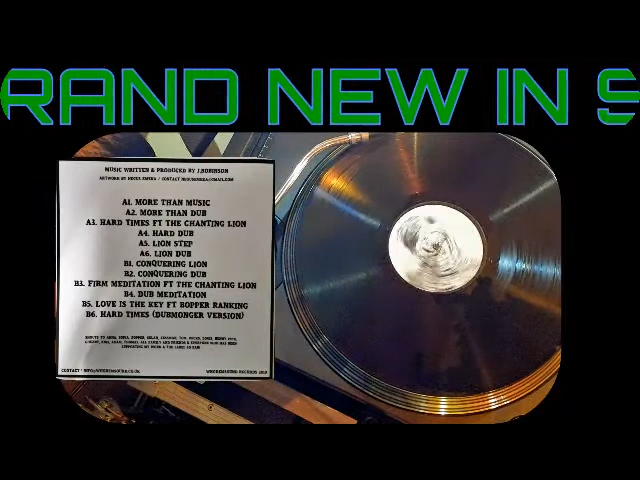 RAND NEW IN S
MUSIC WRITTEN & PRODUCED BY J.ROBINSON
A1. MORE THAN MUSIC
A2. MORE THAN DUB
A3. HARD TIMES FT THE CHANTING LION
A4. HARD DUB
A5. LION STEP
A6. LION DUB
B1. CONQUERING LION
B2. CONQUERING DUB
B3. FIRM MEDITATION FT THE CHANTING LION
B4. DUB MEDITATION
B5. LOVE IS THE KEY FT BOPPER RANKING
B6. HARD TIMES (DUBMONGER VERSION)